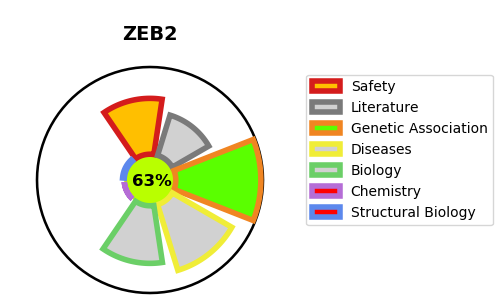 ZEB2
63%
Safety
Literature
Genetic Association
Diseases
Biology
Chemistry
Structural Biology